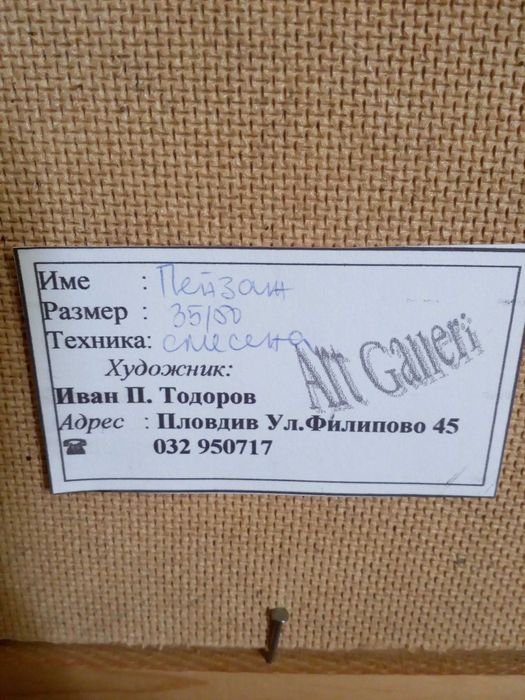 Име : Пейзаж
Размер : 35/50
Техника: смесена
Art Galleri
Художник:
Иван П. Тодоров
Адрес : Пловдив Ул.Филипово 45
☎ 032 950717